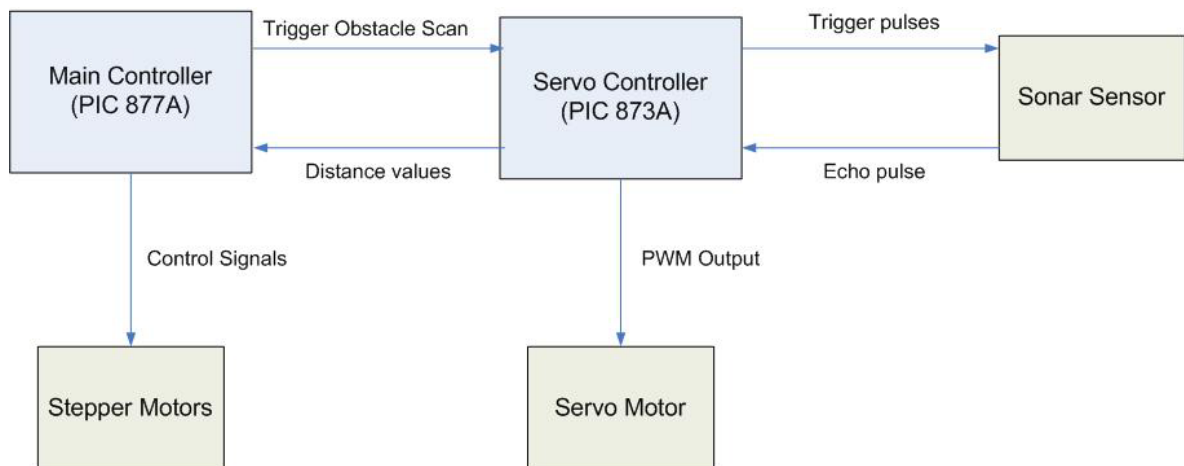 Trigger Obstacle Scan
Trigger pulses
Main Controller
(PIC 877A)
Servo Controller
(PIC 873A)
Sonar Sensor
Distance values
Echo pulse
Control Signals
PWM Output
Stepper Motors
Servo Motor